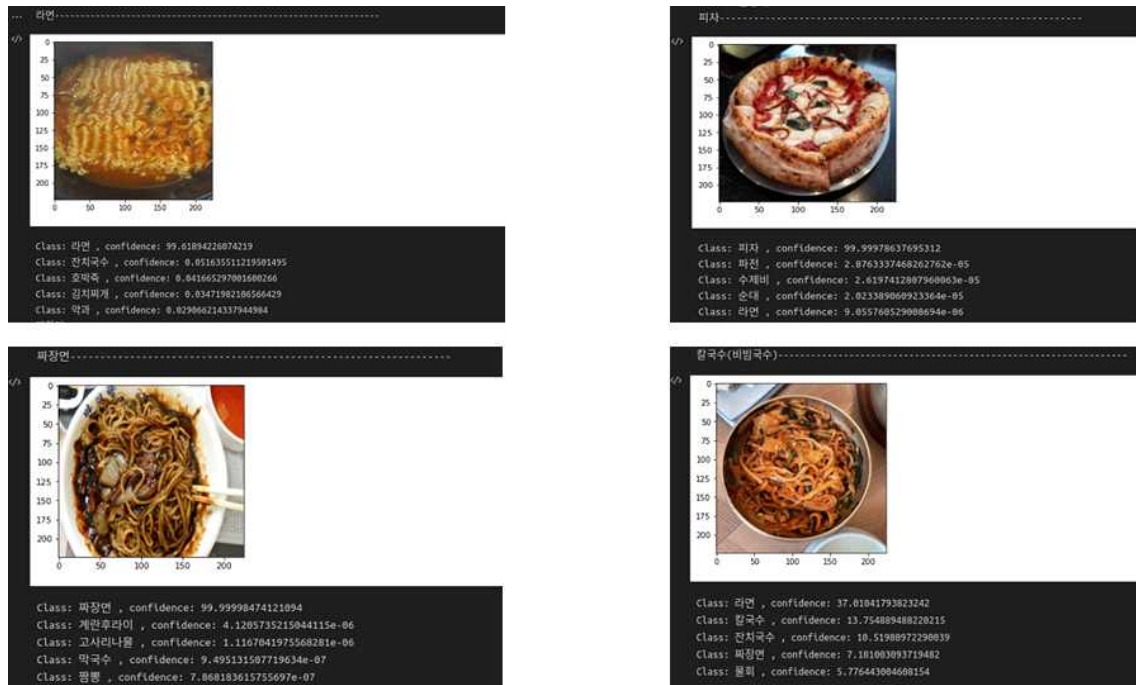 ... 라면------------------------------------------------------------
</>
0
25
50
75
100
125
150
175
200
0 50 100 150 200
Class: 라면 , confidence: 99.61894226074219
Class: 잔치국수 , confidence: 0.051635511219501495
Class: 호박죽 , confidence: 0.041665297001600266
Class: 김치찌개 , confidence: 0.03471982106566429
Class: 약과 , confidence: 0.029066214337944984
피자------------------------------------------------------------
</>
0
25
50
75
100
125
150
175
200
0 50 100 150 200
Class: 피자 , confidence: 99.99978637695312
Class: 파전 , confidence: 2.8763337468262762e-05
Class: 수제비 , confidence: 2.6197412807960063e-05
Class: 순대 , confidence: 2.023389060923364e-05
Class: 라면 , confidence: 9.055760529008694e-06
짜장면------------------------------------------------------------
</>
0
25
50
75
100
125
150
175
200
0 50 100 150 200
Class: 짜장면 , confidence: 99.99998474121094
Class: 계란후라이 , confidence: 4.1205735215044115e-06
Class: 고사리나물 , confidence: 1.1167041975568281e-06
Class: 막국수 , confidence: 9.495131507719634e-07
Class: 짬뽕 , confidence: 7.868183615755697e-07
칼국수(비빔국수)------------------------------------------------------------
</>
0
25
50
75
100
125
150
175
200
0 50 100 150 200
Class: 라면 , confidence: 37.01041793823242
Class: 칼국수 , confidence: 13.754889488220215
Class: 잔치국수 , confidence: 10.51980972290039
Class: 짜장면 , confidence: 7.181003093719482
Class: 물회 , confidence: 5.776443004608154